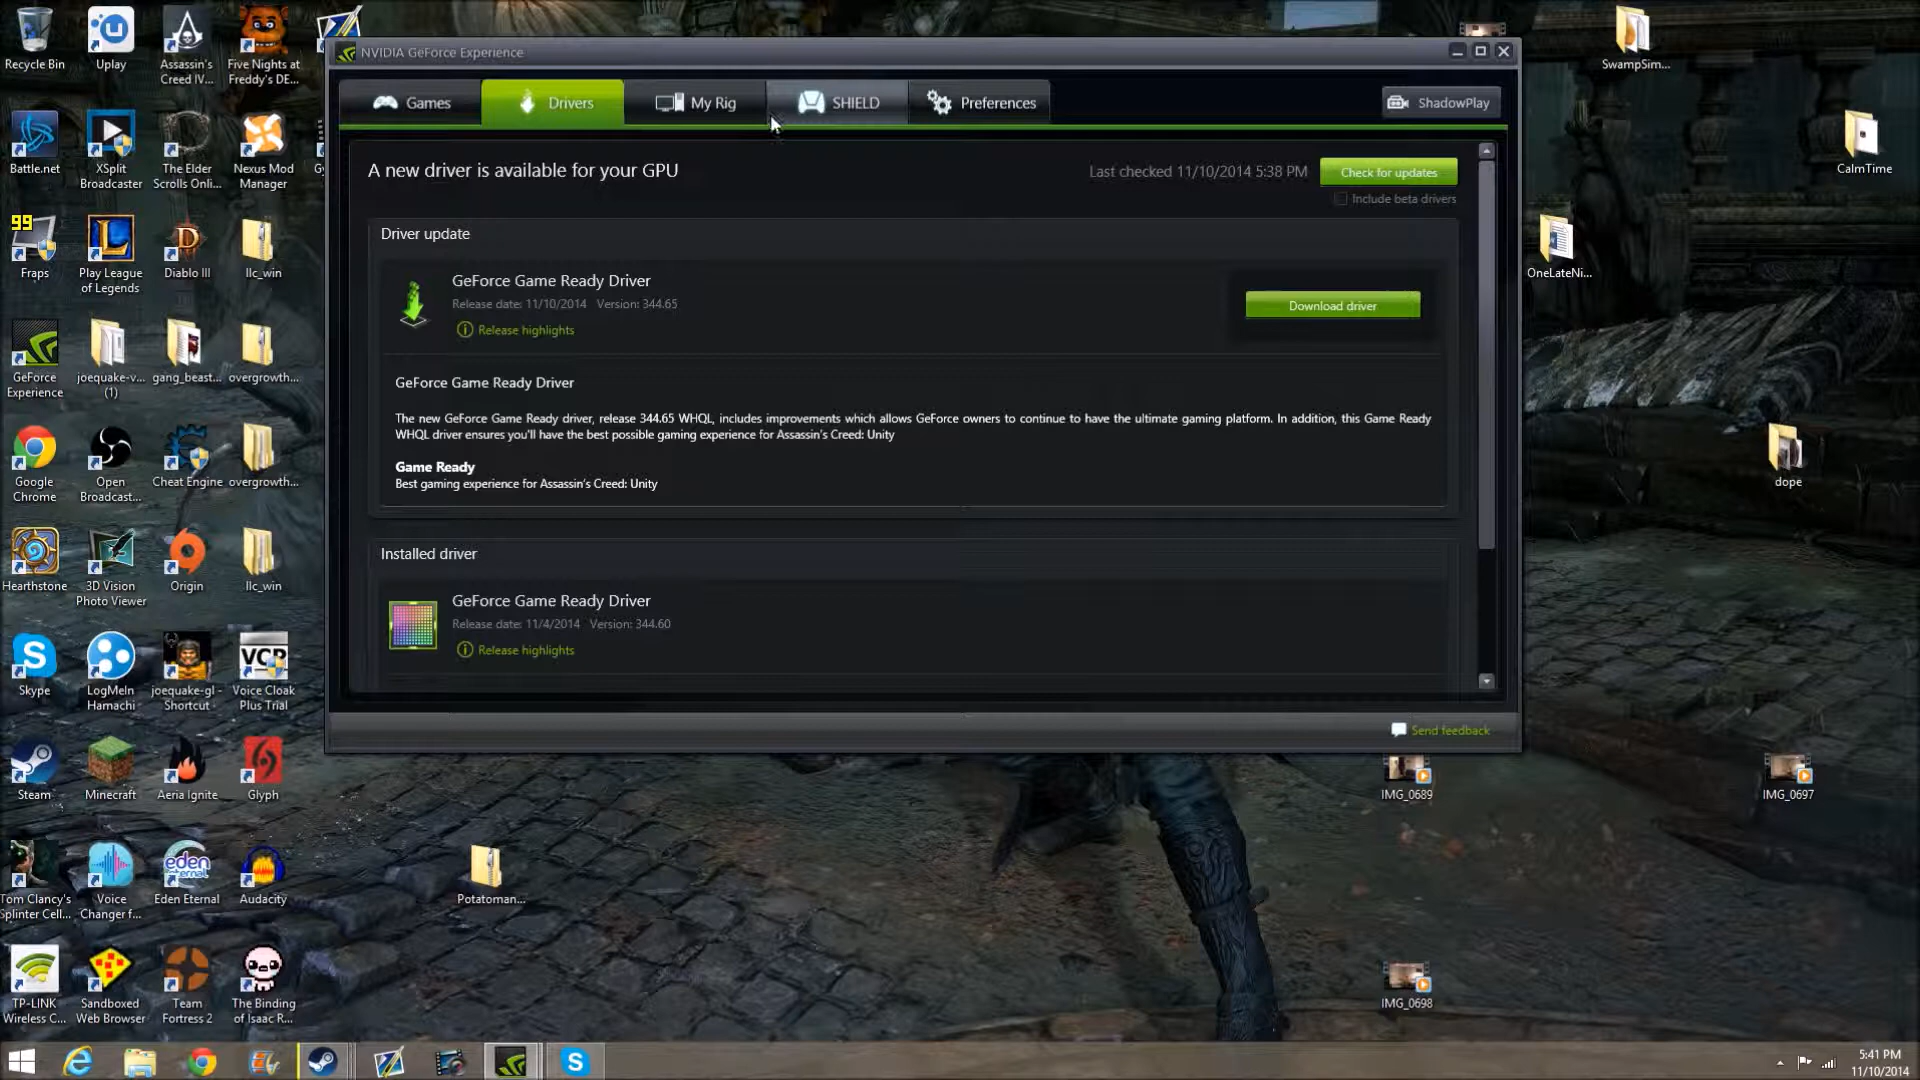 NVIDIA GeForce Experience
Games
Drivers
My Rig
SHIELD
Preferences
ShadowPlay
A new driver is available for your GPU
Last checked 11/10/2014 5:38 PM
Check for updates
Include beta drivers
Driver update
GeForce Game Ready Driver
Release date: 11/10/2014 Version: 344.65
Release highlights
Download driver
GeForce Game Ready Driver
The new GeForce Game Ready driver, release 344.65 WHQL, includes improvements which allows GeForce owners to continue to have the ultimate gaming platform. In addition, this Game Ready
WHQL driver ensures you'll have the best possible gaming experience for Assassin's Creed: Unity
Game Ready
Best gaming experience for Assassin's Creed: Unity
Installed driver
GeForce Game Ready Driver
Release date: 11/4/2014 Version: 344.60
Release highlights
Send feedback
Recycle Bin
Uplay
Assassin's
Creed IV...
Five Nights at
Freddy's DE...
Battle.net
XSplit
Broadcaster
The Elder
Scrolls Onli...
Nexus Mod
Manager
99
Fraps
Play League
of Legends
Diablo III
llc_win
GeForce
Experience
joequake-v...
(1)
gang_beast...
overgrowth...
Google
Chrome
Open
Broadcast...
Cheat Engine
overgrowth...
Hearthstone
3D Vision
Photo Viewer
Origin
llc_win
Skype
LogMeIn
Hamachi
joequake-gl -
Shortcut
VCP
Voice Cloak
Plus Trial
Steam
Minecraft
Aeria Ignite
Glyph
Tom Clancy's
Splinter Cell...
Voice
Changer f...
eden
eternal
Eden Eternal
Audacity
Potatoman...
TP-LINK
Wireless C...
Sandboxed
Web Browser
Team
Fortress 2
The Binding
of Isaac R...
SwampSim...
CalmTime
OneLateNi...
dope
IMG_0689
IMG_0697
IMG_0698
5:41 PM
11/10/2014